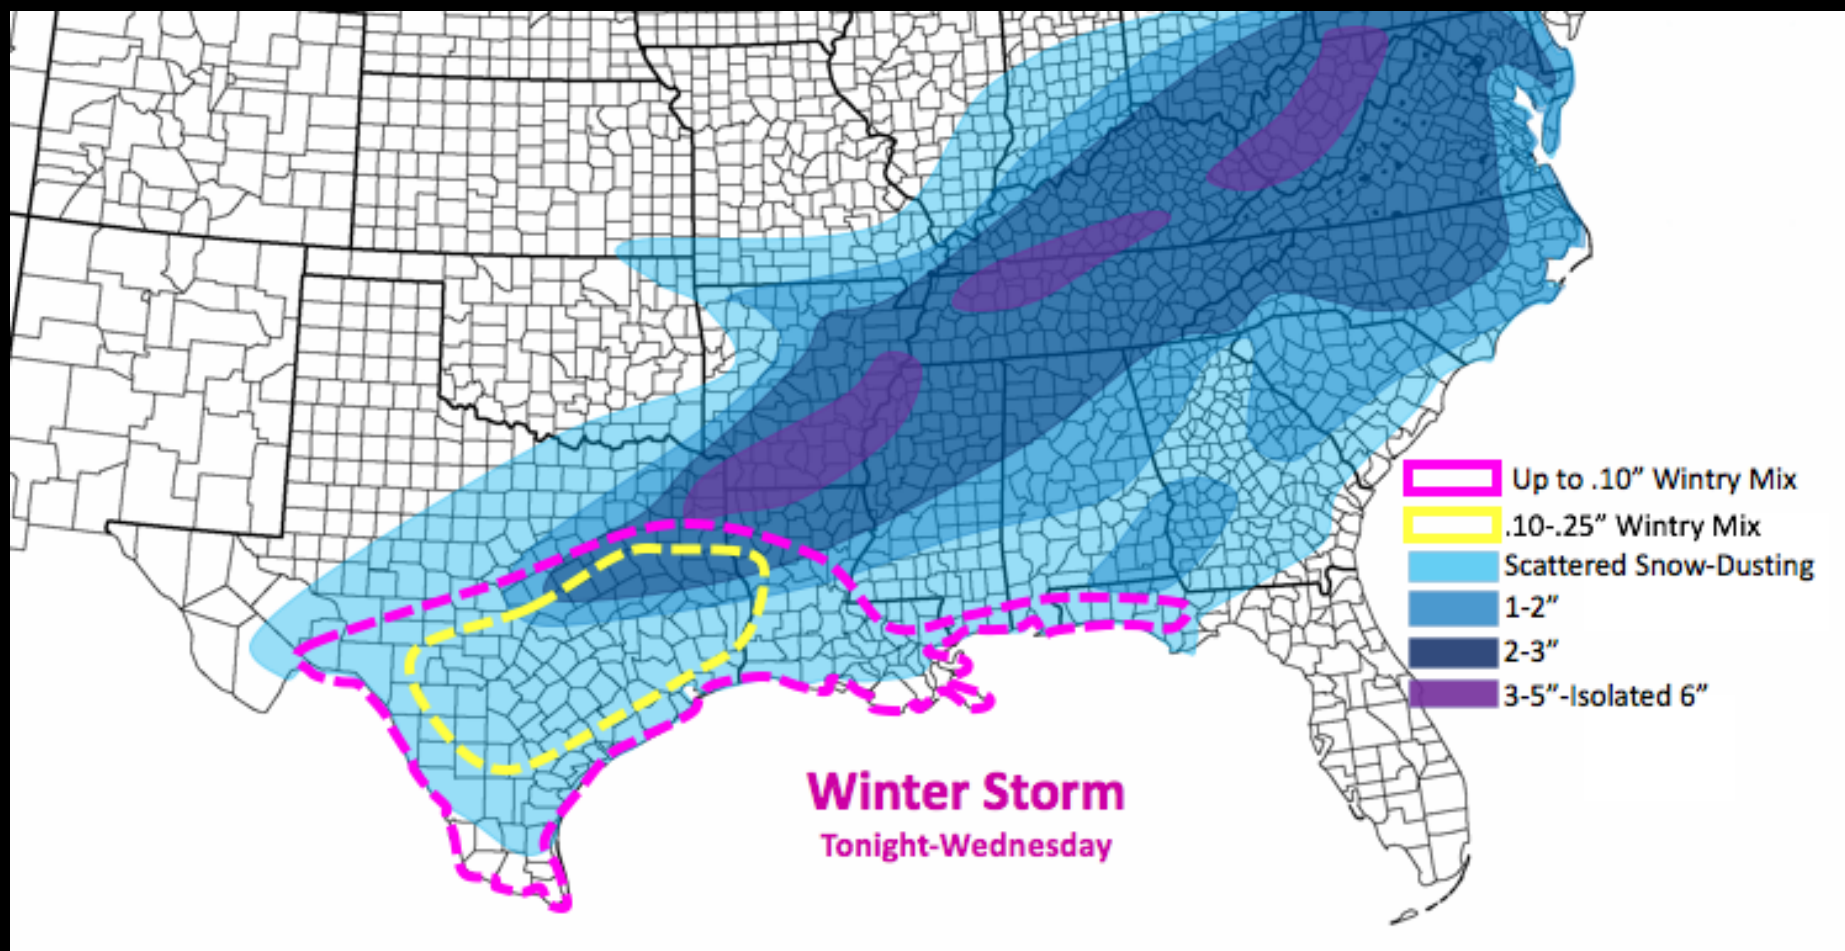 Up to .10” Wintry Mix
.10-.25” Wintry Mix
Scattered Snow-Dusting
1-2”
2-3”
3-5”-Isolated 6”
Winter Storm
Tonight-Wednesday